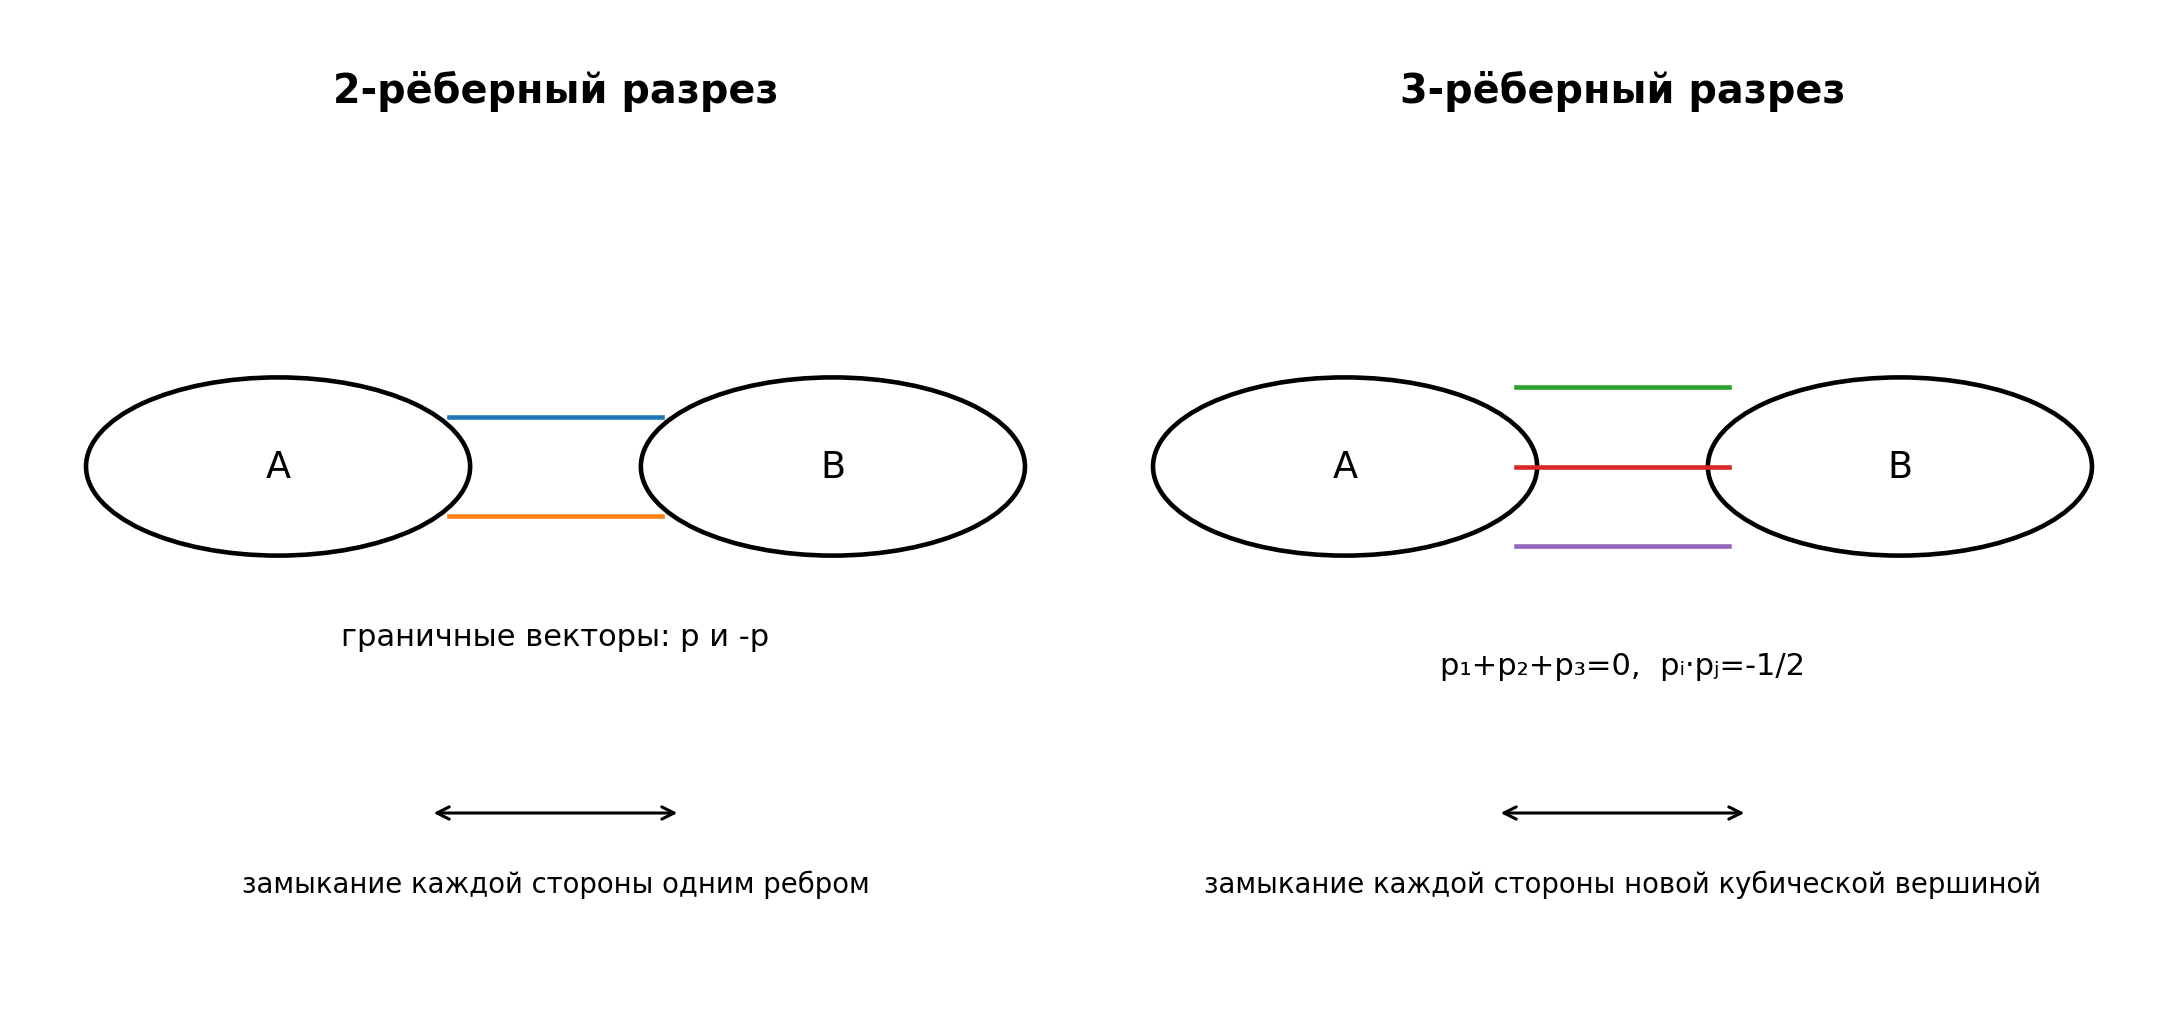 2-рёберный разрез
A
B
граничные векторы: p и -p
замыкание каждой стороны одним ребром
3-рёберный разрез
A
B
p₁+p₂+p₃=0, pᵢ·pⱼ=-1/2
замыкание каждой стороны новой кубической вершиной